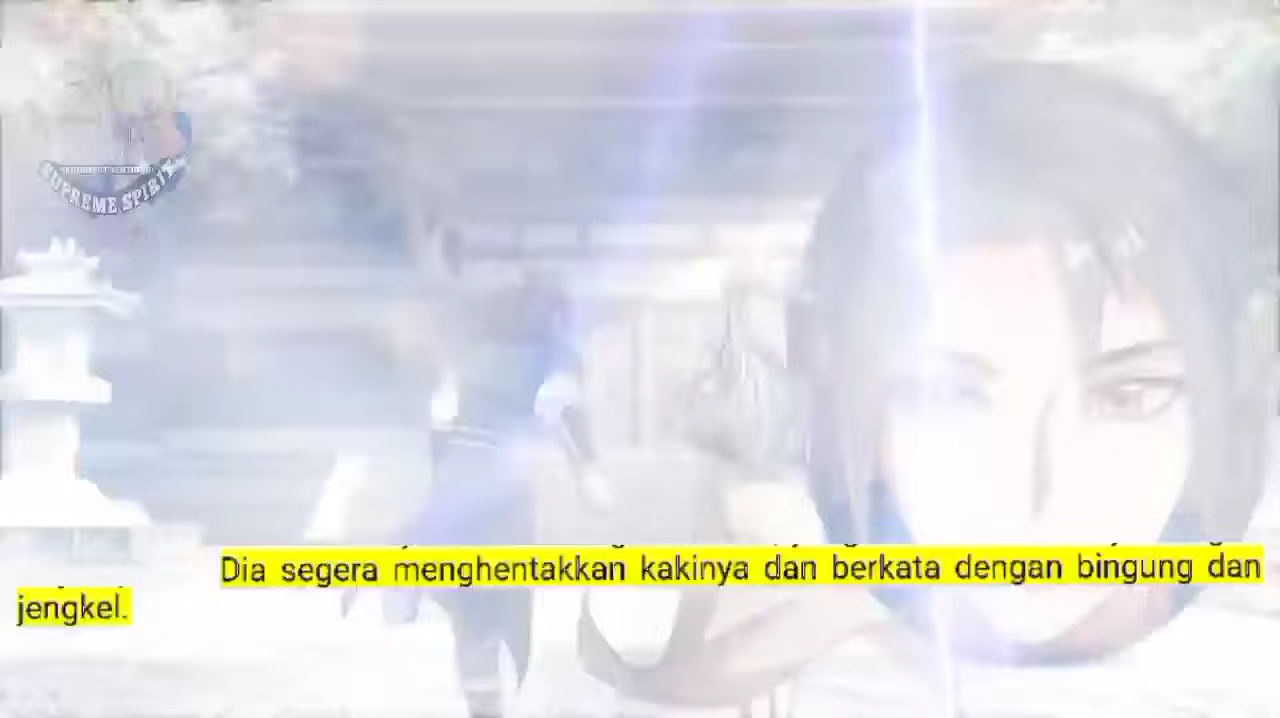 SUPREME SPIRIT
Dia segera menghentakkan kakinya dan berkata dengan bingung dan
jengkel.